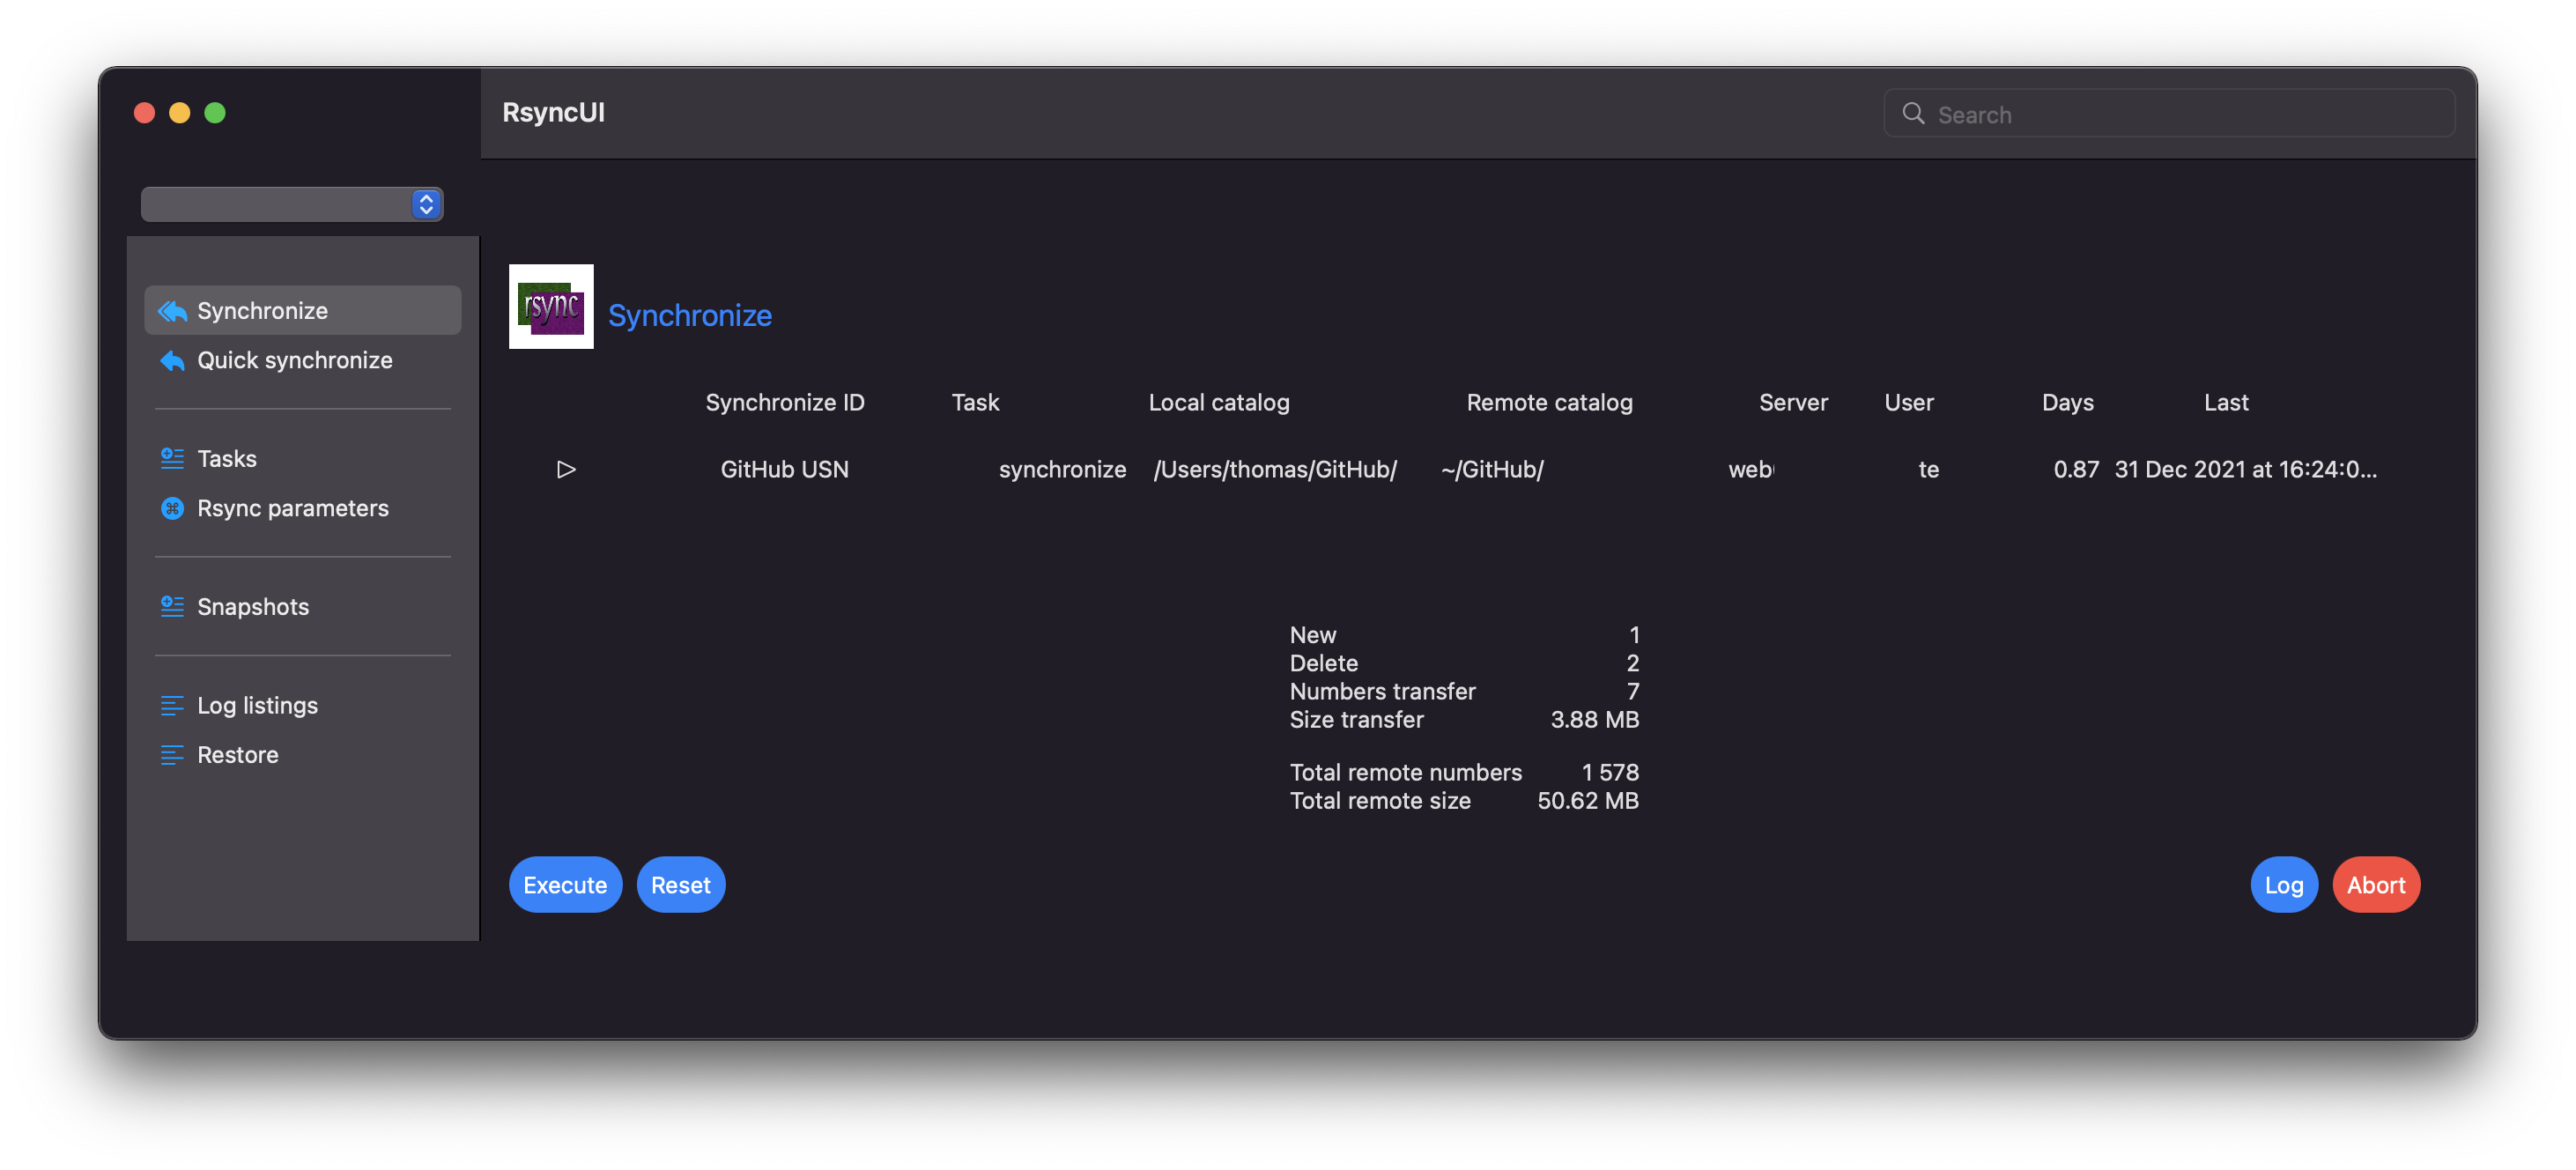 RsyncUI
Search
Synchronize
Quick synchronize
Tasks
Rsync parameters
Snapshots
Log listings
Restore
rsync
Synchronize
Synchronize ID Task Local catalog Remote catalog Server User Days Last
GitHub USN synchronize /Users/thomas/GitHub/ ~/GitHub/ web te 0.87 31 Dec 2021 at 16:24:0...
New 1
Delete 2
Numbers transfer 7
Size transfer 3.88 MB
Total remote numbers 1 578
Total remote size 50.62 MB
Execute Reset Log Abort